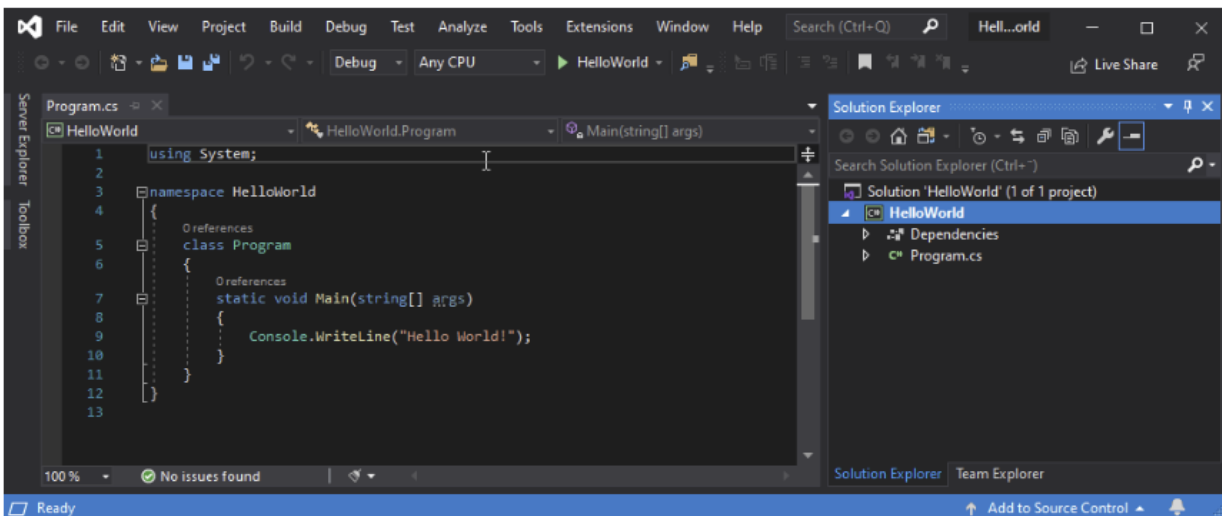 File Edit View Project Build Debug Test Analyze Tools Extensions Window Help Search (Ctrl+Q) Hell...orld
Debug Any CPU HelloWorld Live Share
Server Explorer
Toolbox
Program.cs
HelloWorld HelloWorld.Program Main(string[] args)
1 using System;
2
3 namespace HelloWorld
4 {
0 references
5 class Program
6 {
0 references
7 static void Main(string[] args)
8 {
9 Console.WriteLine("Hello World!");
10 }
11 }
12 }
13
100 % No issues found
Solution Explorer
Search Solution Explorer (Ctrl+¨)
Solution 'HelloWorld' (1 of 1 project)
C# HelloWorld
Dependencies
C# Program.cs
Solution Explorer Team Explorer
Ready Add to Source Control